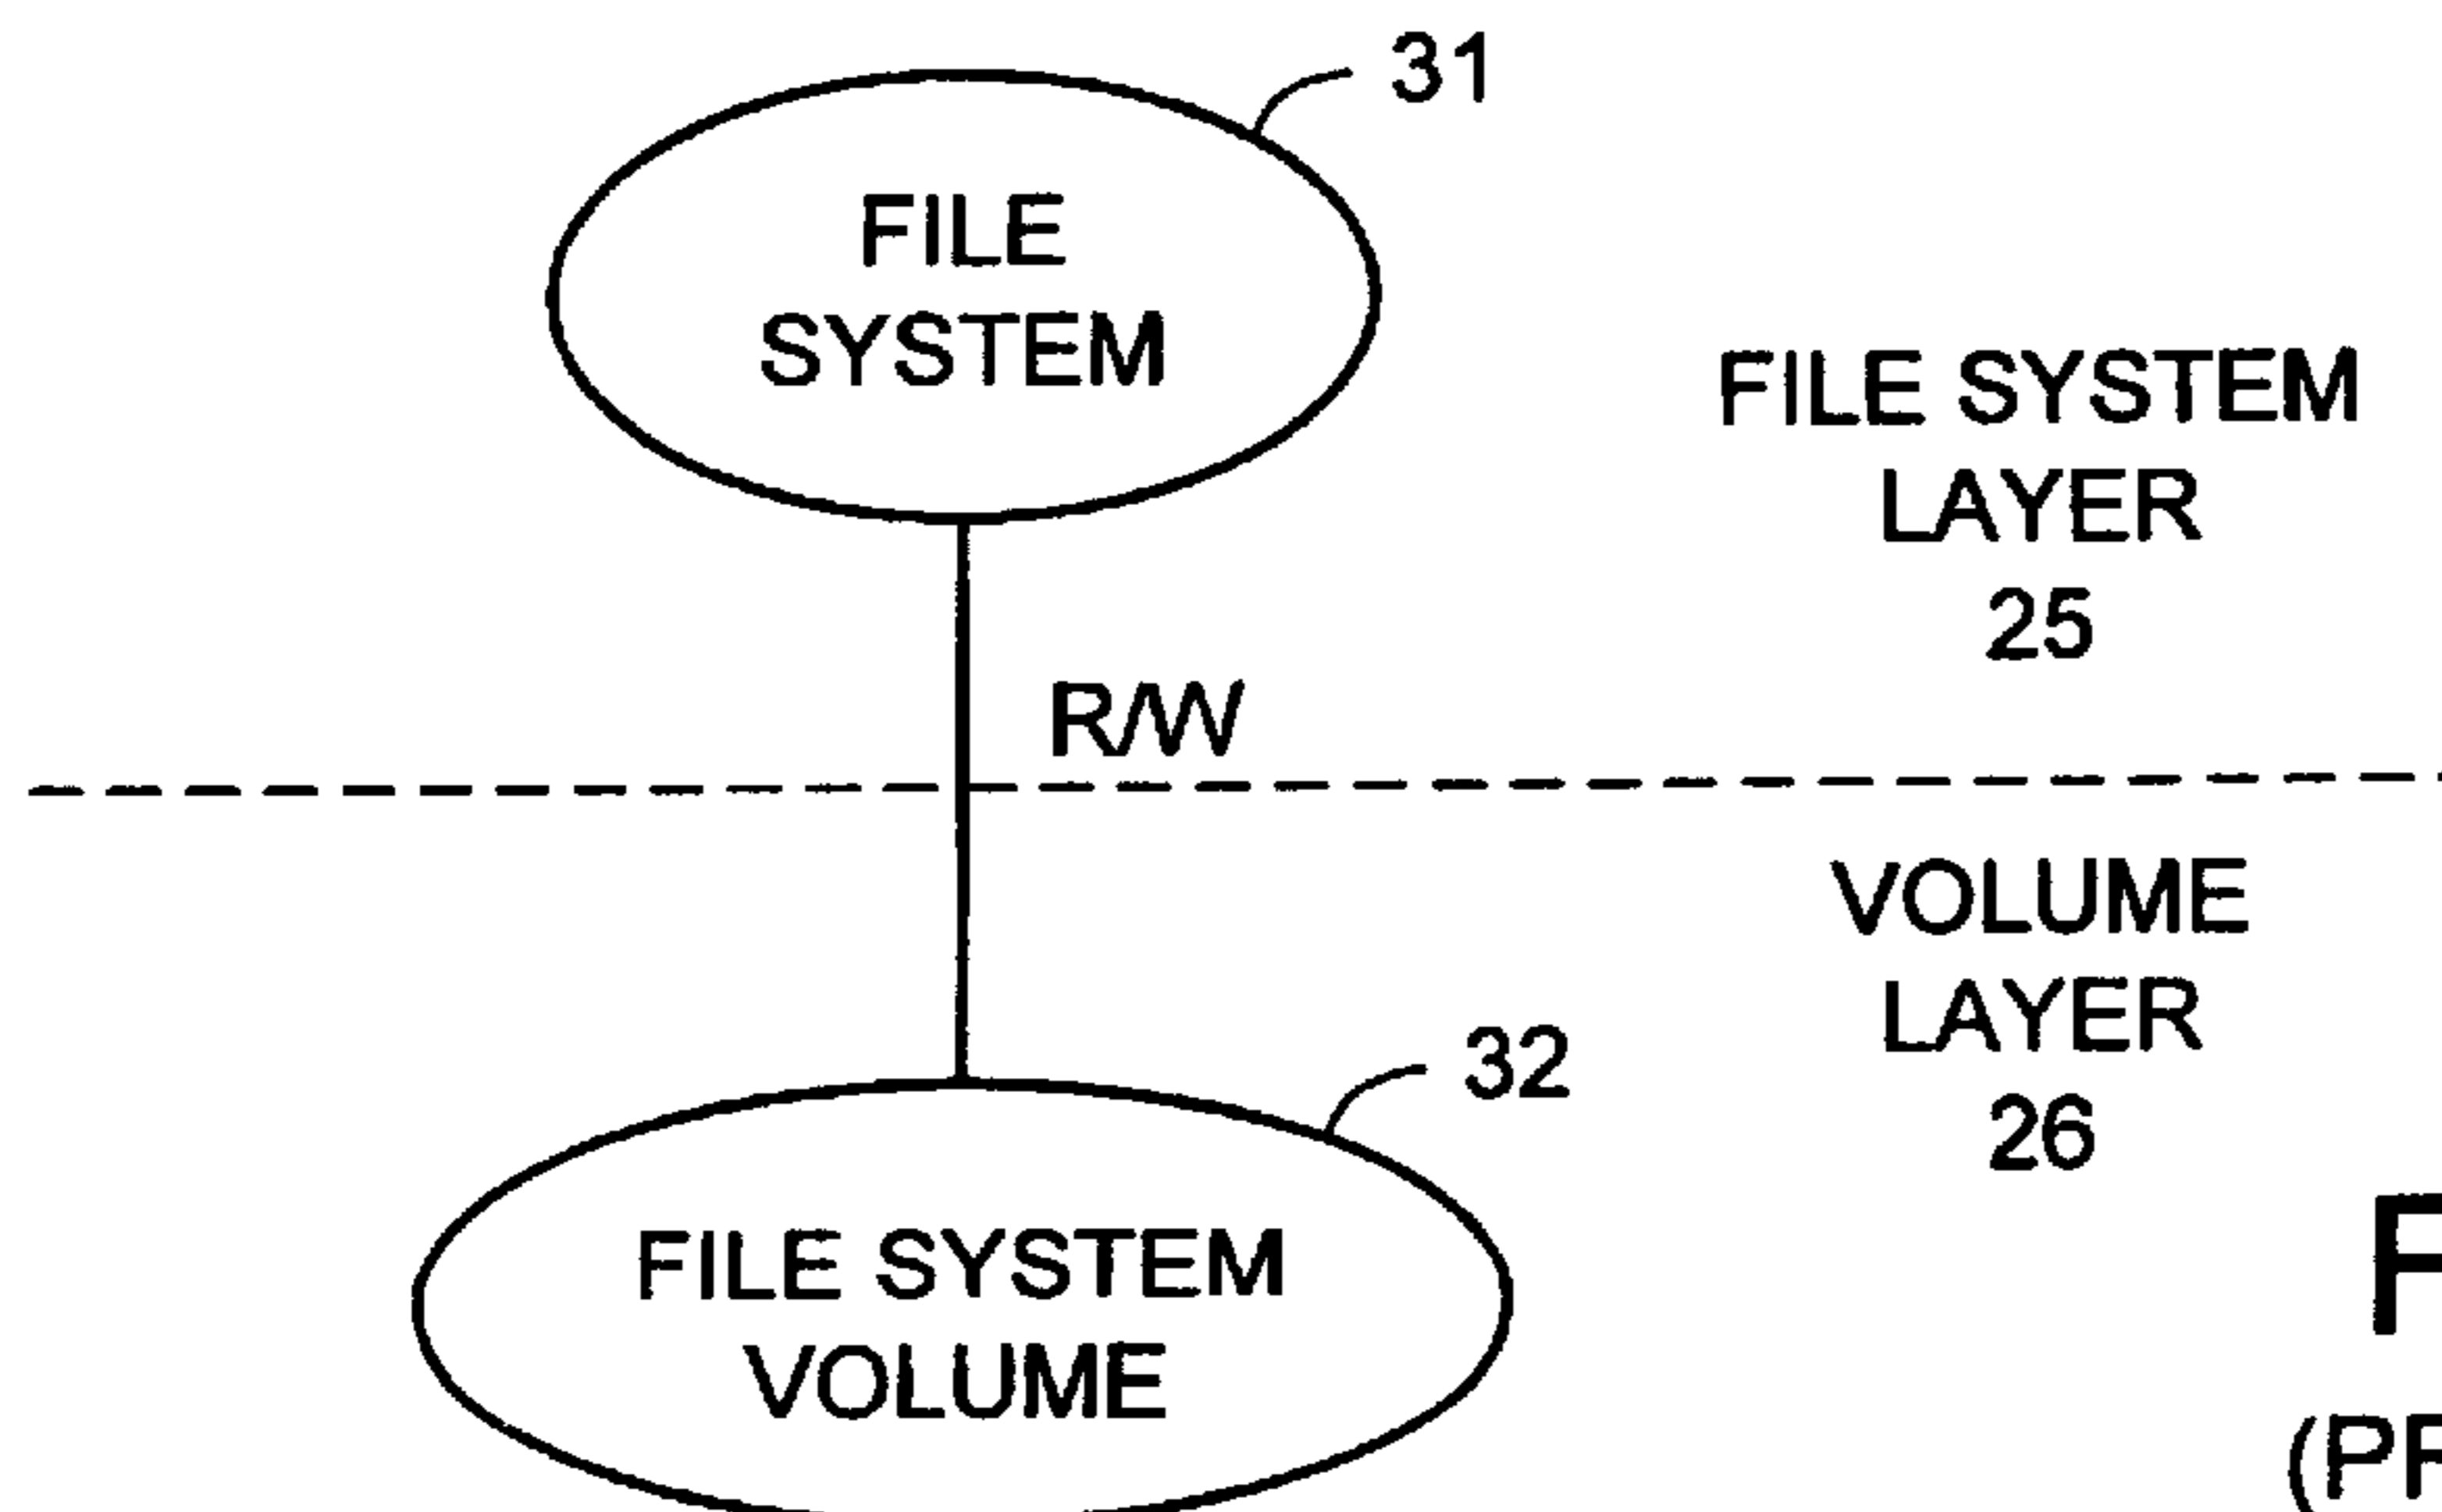 31
FILE
SYSTEM
FILE SYSTEM
LAYER
25
R/W
VOLUME
LAYER
26
32
FILE SYSTEM
VOLUME